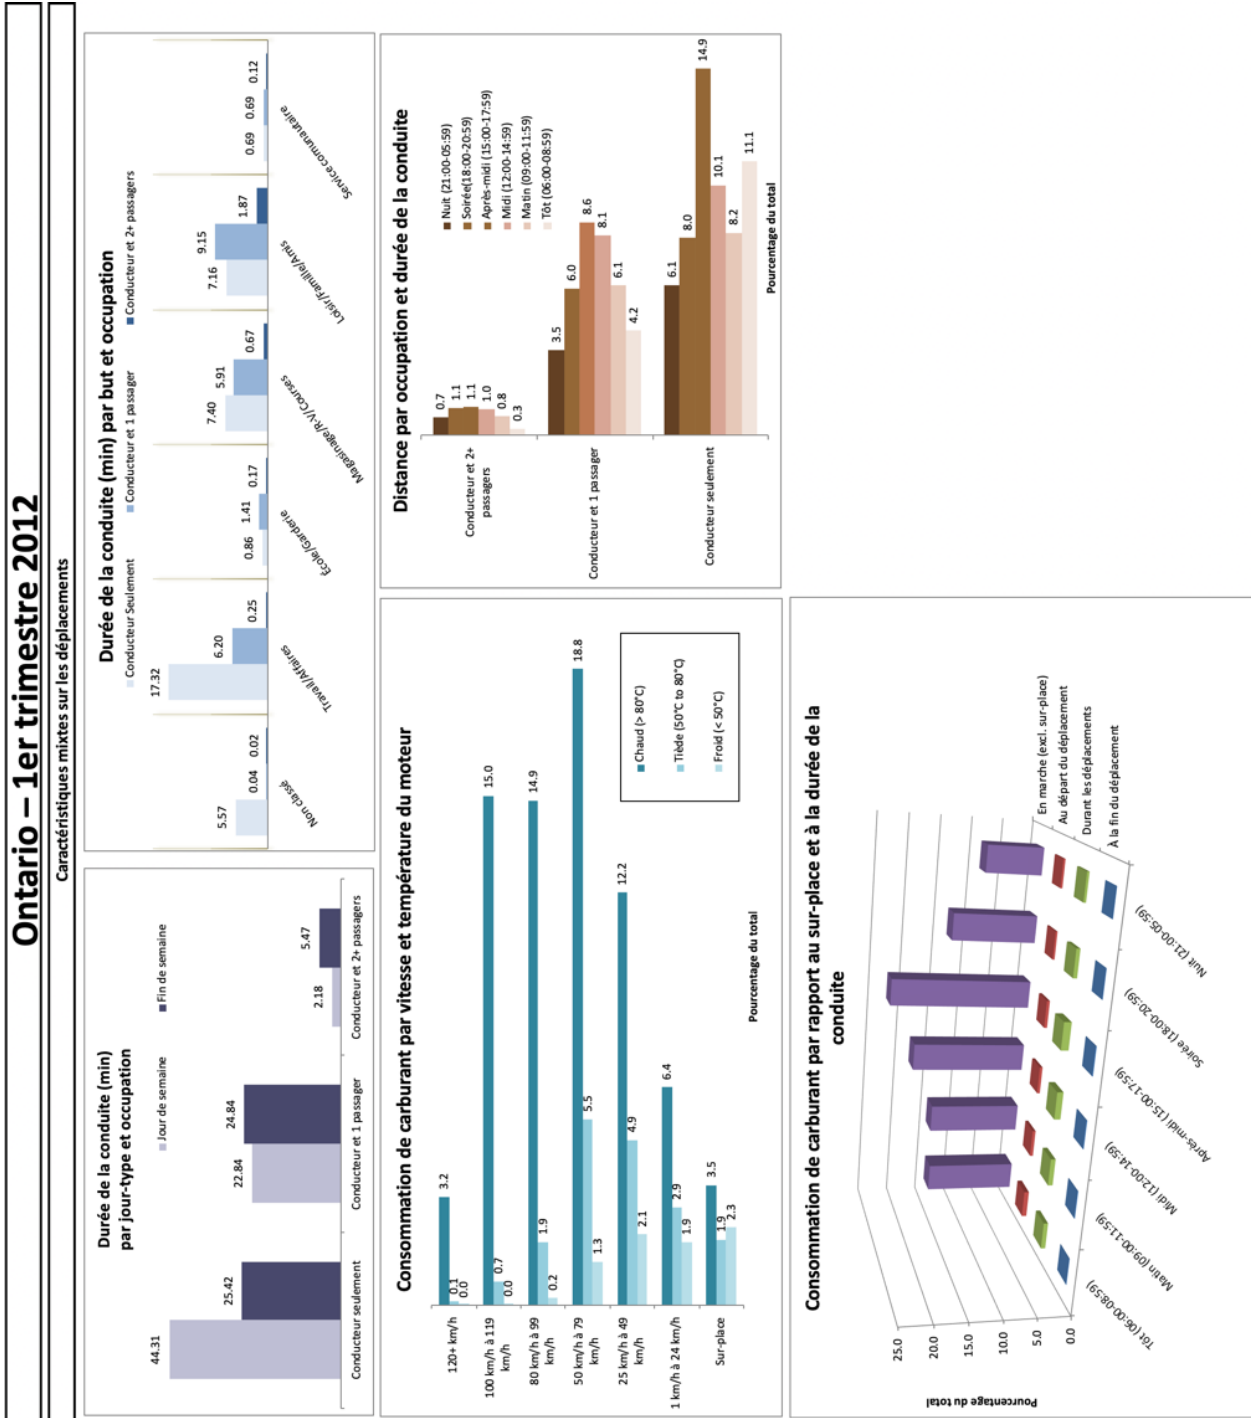 Ontario – 1er trimestre 2012
Caractéristiques mixtes sur les déplacements
Durée de la conduite (min)
par jour-type et occupation
Jour de semaine
Fin de semaine
44.31
25.42
22.84
24.84
2.18
5.47
Conducteur seulement
Conducteur et 1 passager
Conducteur et 2+ passagers
Durée de la conduite (min) par but et occupation
Conducteur Seulement
Conducteur et 1 passager
Conducteur et 2+ passagers
5.57
0.04
0.02
17.32
6.20
0.25
0.86
1.41
0.17
7.40
5.91
0.67
7.16
9.15
1.87
0.69
0.69
0.12
Non classé
Travail/Affaires
École/Garderie
Magasinage/R-V/Courses
Loisir/Famille/Amis
Service comunautaire
Consommation de carburant par vitesse et température du moteur
120+ km/h
3.2
0.1
0.0
100 km/h à 119
km/h
15.0
0.7
0.0
80 km/h à 99
km/h
14.9
1.9
0.2
50 km/h à 79
km/h
18.8
5.5
1.3
25 km/h à 49
km/h
12.2
4.9
2.1
1 km/h à 24 km/h
6.4
2.9
1.9
Sur-place
3.5
1.9
2.3
Chaud (> 80°C)
Tiède (50°C to 80°C)
Froid (< 50°C)
Pourcentage du total
Distance par occupation et durée de la conduite
Conducteur et 2+
passagers
0.7
1.1
1.1
1.0
0.8
0.3
Conducteur et 1 passager
3.5
6.0
8.6
8.1
6.1
4.2
Conducteur seulement
6.1
8.0
14.9
10.1
8.2
11.1
Nuit (21:00-05:59)
Soirée(18:00-20:59)
Après-midi (15:00-17:59)
Midi (12:00-14:59)
Matin (09:00-11:59)
Tôt (06:00-08:59)
Pourcentage du total
Consommation de carburant par rapport au sur-place et à la durée de la
conduite
Pourcentage du total
25.0
20.0
15.0
10.0
5.0
0.0
Tôt (06:00-08:59)
Matin (09:00-11:59)
Midi (12:00-14:59)
Après-midi (15:00-17:59)
Soirée (18:00-20:59)
Nuit (21:00-05:59)
En marche (excl. sur-place)
Au départ du déplacement
Durant les déplacements
À la fin du déplacement